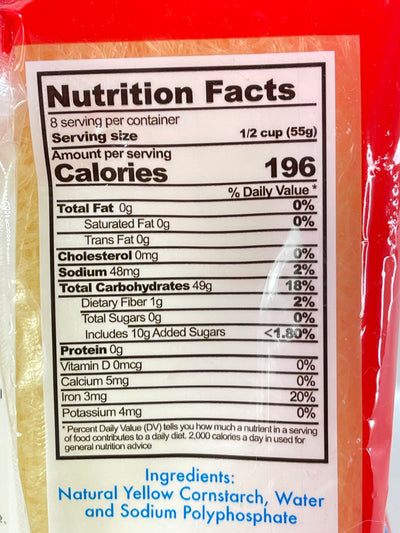 Nutrition Facts
8 serving per container
Serving size 1/2 cup (55g)
Amount per serving
Calories 196
% Daily Value *
Total Fat 0g 0%
Saturated Fat 0g 0%
Trans Fat 0g
Cholesterol 0mg 0%
Sodium 48mg 2%
Total Carbohydrates 49g 18%
Dietary Fiber 1g 2%
Total Sugars 0g 0%
Includes 10g Added Sugars <1.80%
Protein 0g
Vitamin D 0mcg 0%
Calcium 5mg 0%
Iron 3mg 20%
Potassium 4mg 0%
* Percent Daily Value (DV) tells you how much a nutrient in a serving
of food contributes to a daily diet. 2,000 calories a day in used for
general nutrition advice
Ingredients:
Natural Yellow Cornstarch, Water
and Sodium Polyphosphate